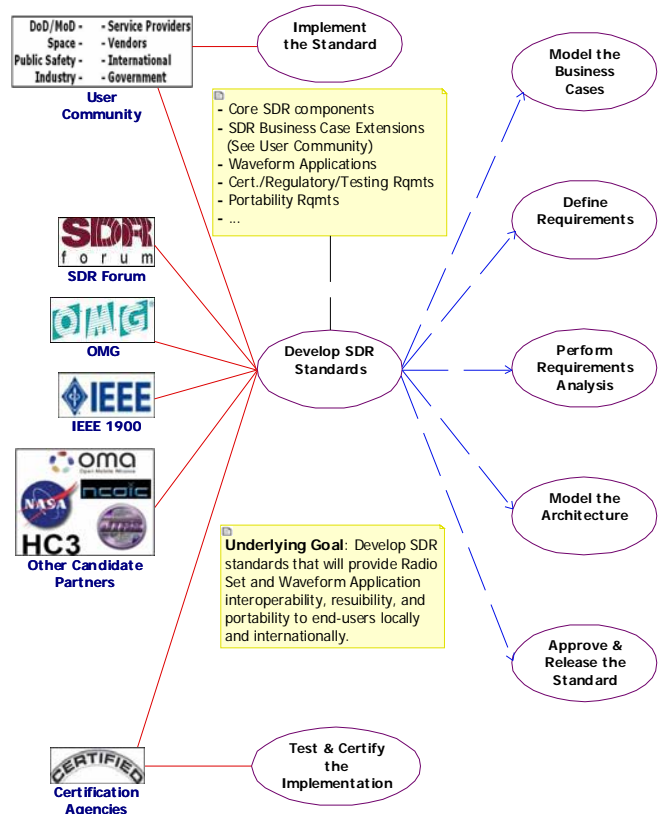 DoD/MoD - - Service Providers
Space - - Vendors
Public Safety - - International
Industry - - Government
User
Community
Implement
the Standard
Model the
Business
Cases
- Core SDR components
- SDR Business Case Extensions
(See User Community)
- Waveform Applications
- Cert./Regulatory/Testing Rqmts
- Portability Rqmts
- ...
Define
Requirements
SDR
forum
SDR Forum
OMG
OMG
Develop SDR
Standards
Perform
Requirements
Analysis
IEEE
IEEE 1900
oma
Open Mobile Alliance
NASA
ncoic
HC3
Other Candidate
Partners
Model the
Architecture
Underlying Goal: Develop SDR
standards that will provide Radio
Set and Waveform Application
interoperability, resuibility, and
portability to end-users locally
and internationally.
Approve &
Release the
Standard
CERTIFIED
Certification
Agencies
Test & Certify
the
Implementation